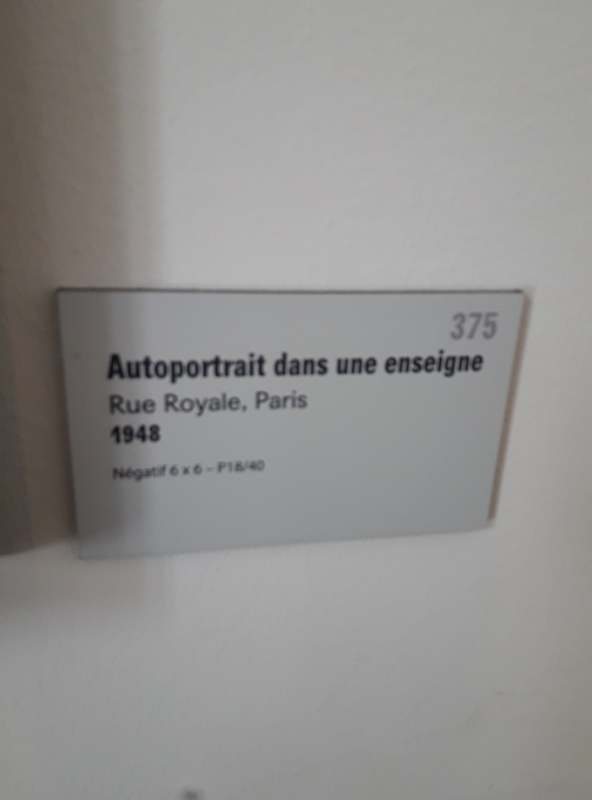 375
Autoportrait dans une enseigne
Rue Royale, Paris
1948
Négatif 6 x 6 – P18/40